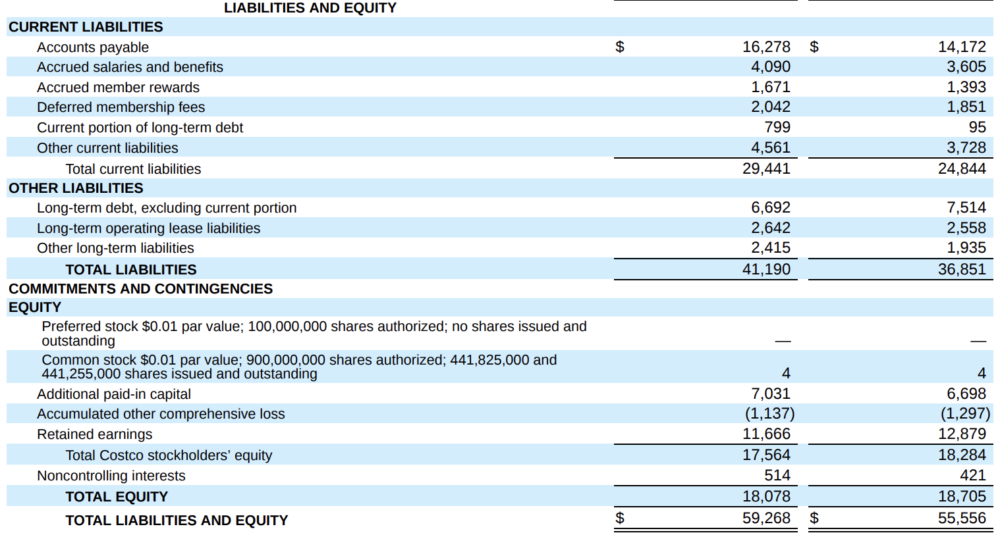 LIABILITIES AND EQUITY
CURRENT LIABILITIES
Accounts payable $ 16,278 $ 14,172
Accrued salaries and benefits 4,090 3,605
Accrued member rewards 1,671 1,393
Deferred membership fees 2,042 1,851
Current portion of long-term debt 799 95
Other current liabilities 4,561 3,728
Total current liabilities 29,441 24,844
OTHER LIABILITIES
Long-term debt, excluding current portion 6,692 7,514
Long-term operating lease liabilities 2,642 2,558
Other long-term liabilities 2,415 1,935
TOTAL LIABILITIES 41,190 36,851
COMMITMENTS AND CONTINGENCIES
EQUITY
Preferred stock $0.01 par value; 100,000,000 shares authorized; no shares issued and
outstanding — —
Common stock $0.01 par value; 900,000,000 shares authorized; 441,825,000 and
441,255,000 shares issued and outstanding 4 4
Additional paid-in capital 7,031 6,698
Accumulated other comprehensive loss (1,137) (1,297)
Retained earnings 11,666 12,879
Total Costco stockholders’ equity 17,564 18,284
Noncontrolling interests 514 421
TOTAL EQUITY 18,078 18,705
TOTAL LIABILITIES AND EQUITY $ 59,268 $ 55,556